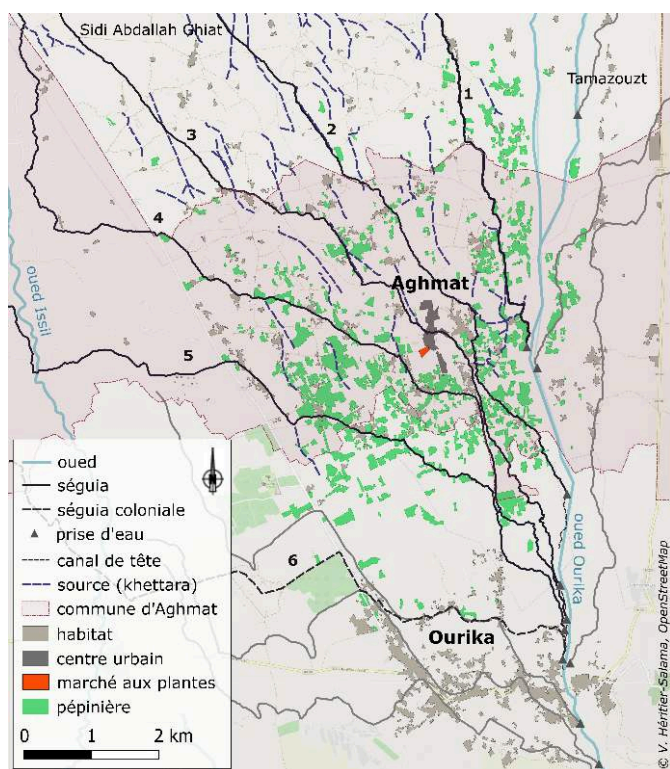 Sidi Abdallah Ghiat
Tamazouzt
1
2
3
4
Aghmat
oued Issil
5
oued
séguia
séguia coloniale
prise d'eau
canal de tête
source (khettara)
commune d'Aghmat
habitat
centre urbain
marché aux plantes
pépinière
0 1 2 km
6
Ourika
oued Ourika
© V. Héritier-Salama, OpenStreetMap